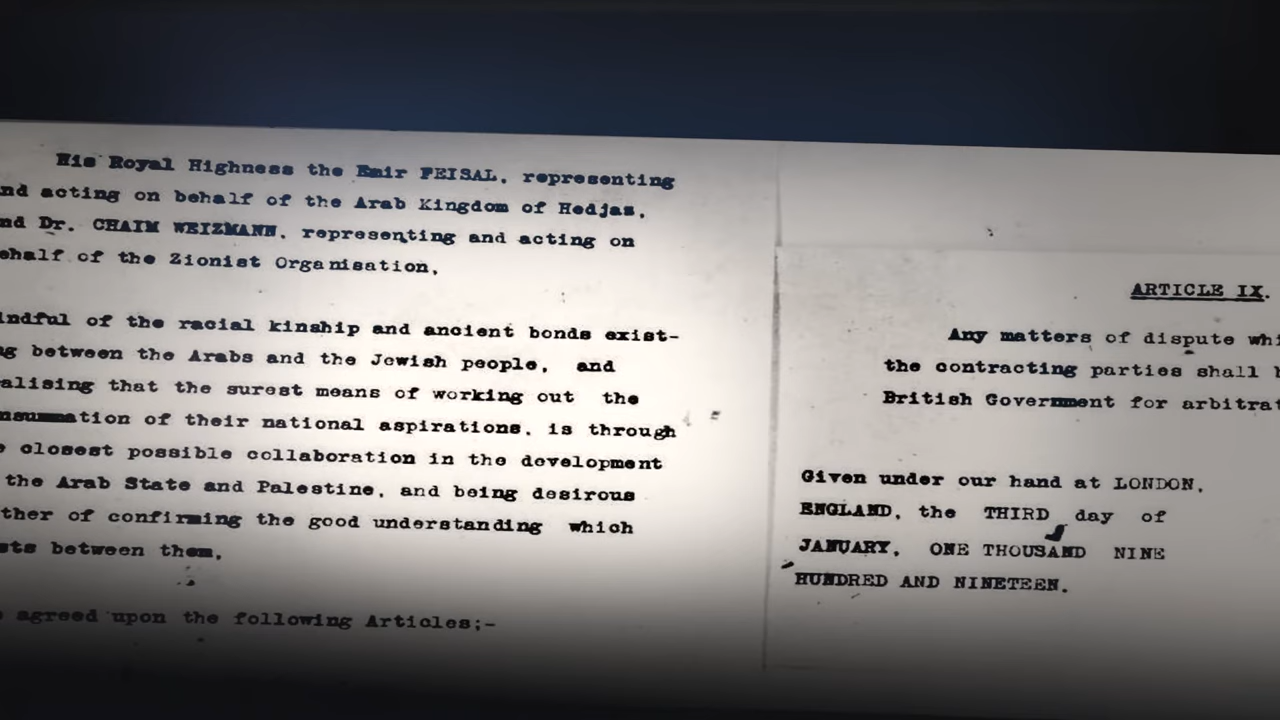 His Royal Highness the Emir FEISAL, representing
nd acting on behalf of the Arab Kingdom of Hedjas,
nd Dr. CHAIM WEIZMANN, representing and acting on
ehalf of the Zionist Organisation,
indful of the racial kinship and ancient bonds exist-
ng between the Arabs and the Jewish people, and
alising that the surest means of working out the
nsummation of their national aspirations, is through
e closest possible collaboration in the development
the Arab State and Palestine, and being desirous
ther of confirming the good understanding which
sts between them,
e agreed upon the following Articles;-
ARTICLE IX.
Any matters of dispute whi
the contracting parties shall b
British Government for arbitrat
Given under our hand at LONDON,
ENGLAND, the THIRD day of
JANUARY, ONE THOUSAND NINE
HUNDRED AND NINETEEN.